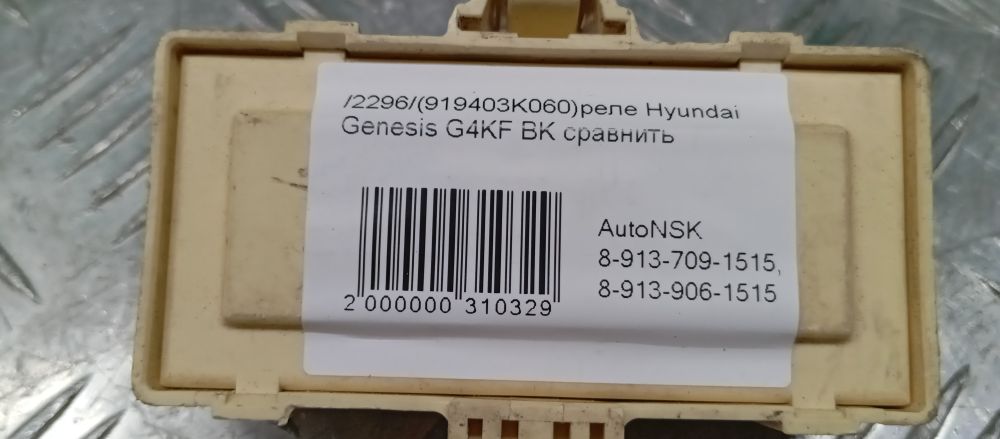 /2296/(919403K060)реле Hyundai
Genesis G4KF BK сравнить
AutoNSK
8-913-709-1515,
8-913-906-1515
2 000000 310329